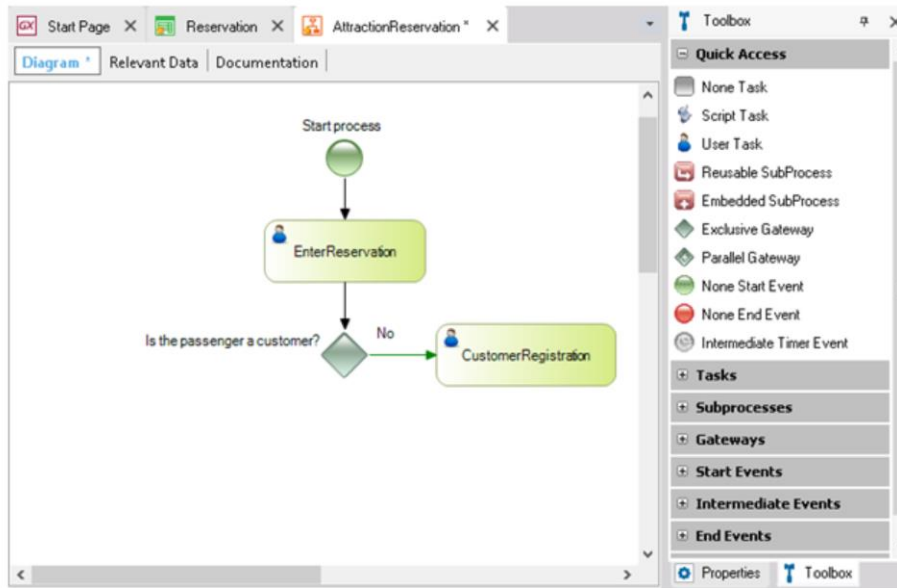 GX Start Page Reservation AttractionReservation * Toolbox
Diagram * Relevant Data Documentation
Quick Access
None Task
Script Task
User Task
Reusable SubProcess
Embedded SubProcess
Exclusive Gateway
Parallel Gateway
None Start Event
None End Event
Intermediate Timer Event
Tasks
Subprocesses
Gateways
Start Events
Intermediate Events
End Events
Properties Toolbox
Start process
EnterReservation
Is the passenger a customer? No
CustomerRegistration